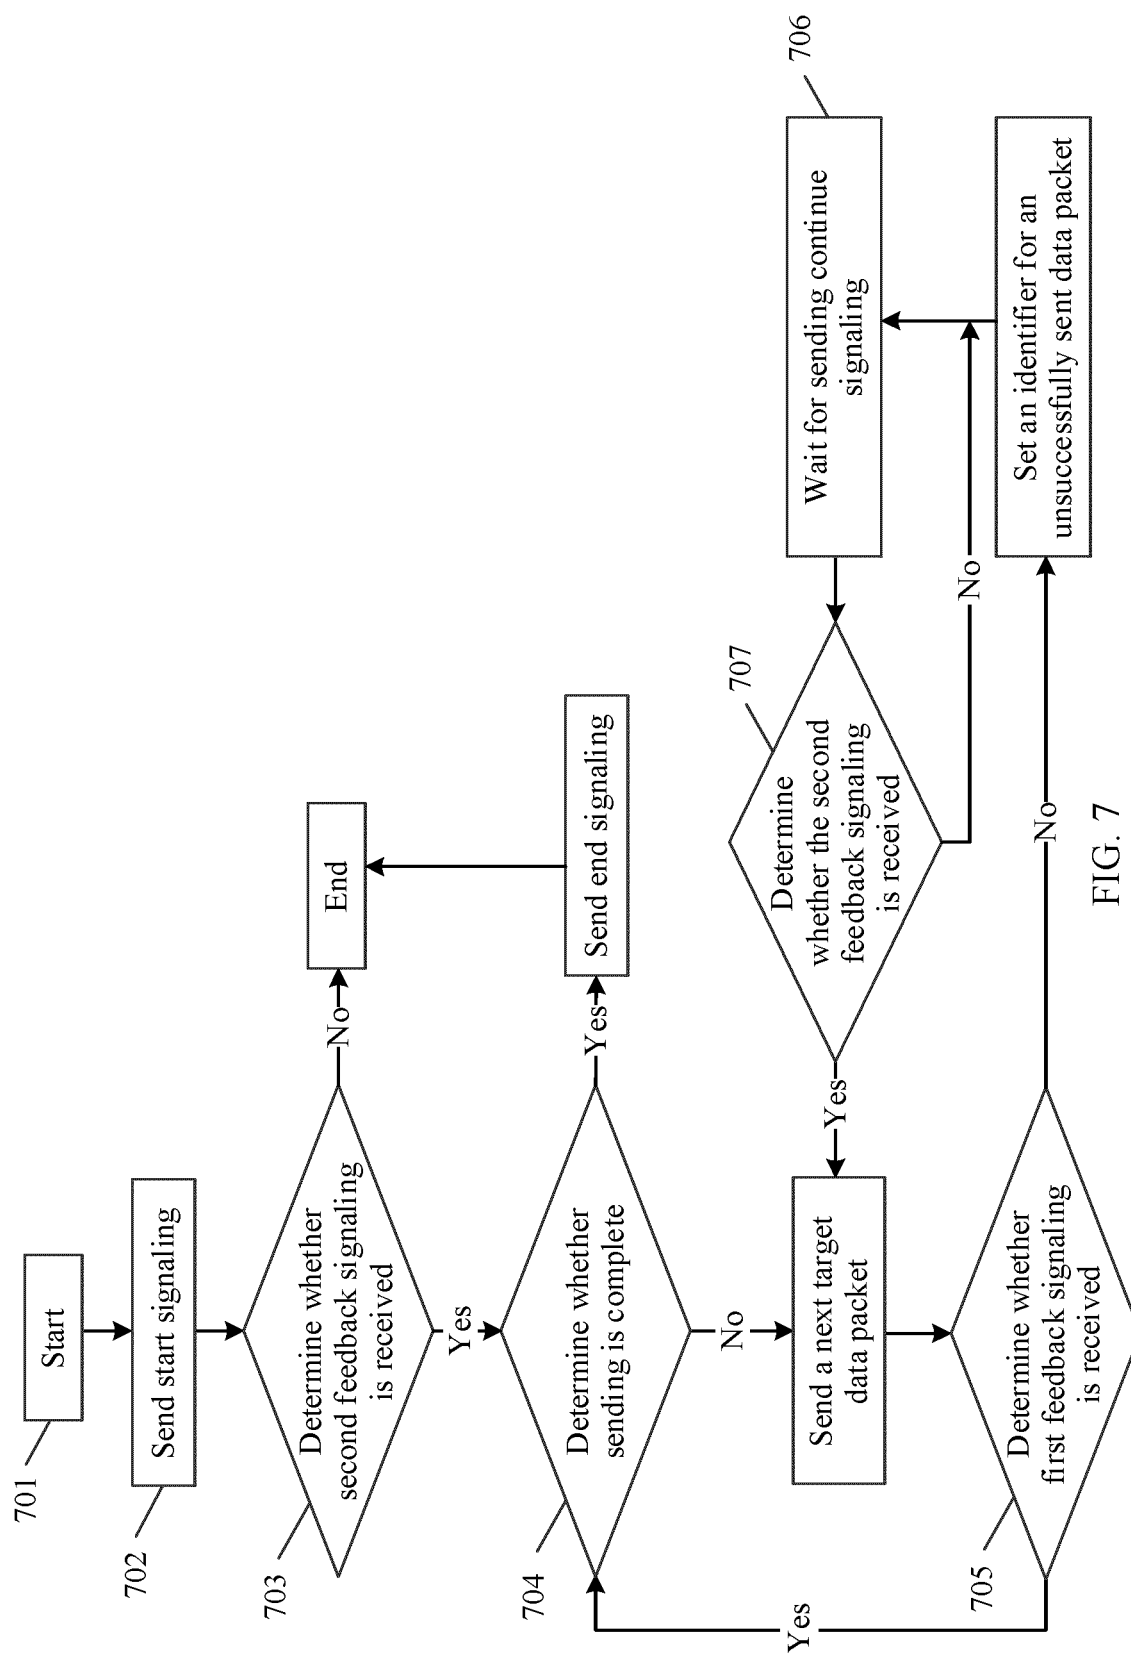 701
Start
702
Send start signaling
703
Determine whether
second feedback signaling
is received
No
End
Yes
704
Determine whether
sending is complete
Yes
Send end signaling
No
Send a next target
data packet
Yes
705
Determine whether
first feedback signaling
is received
Yes
No
707
Determine
whether the second
feedback signaling
is received
No
706
Wait for sending continue
signaling
Set an identifier for an
unsuccessfully sent data packet
FIG. 7